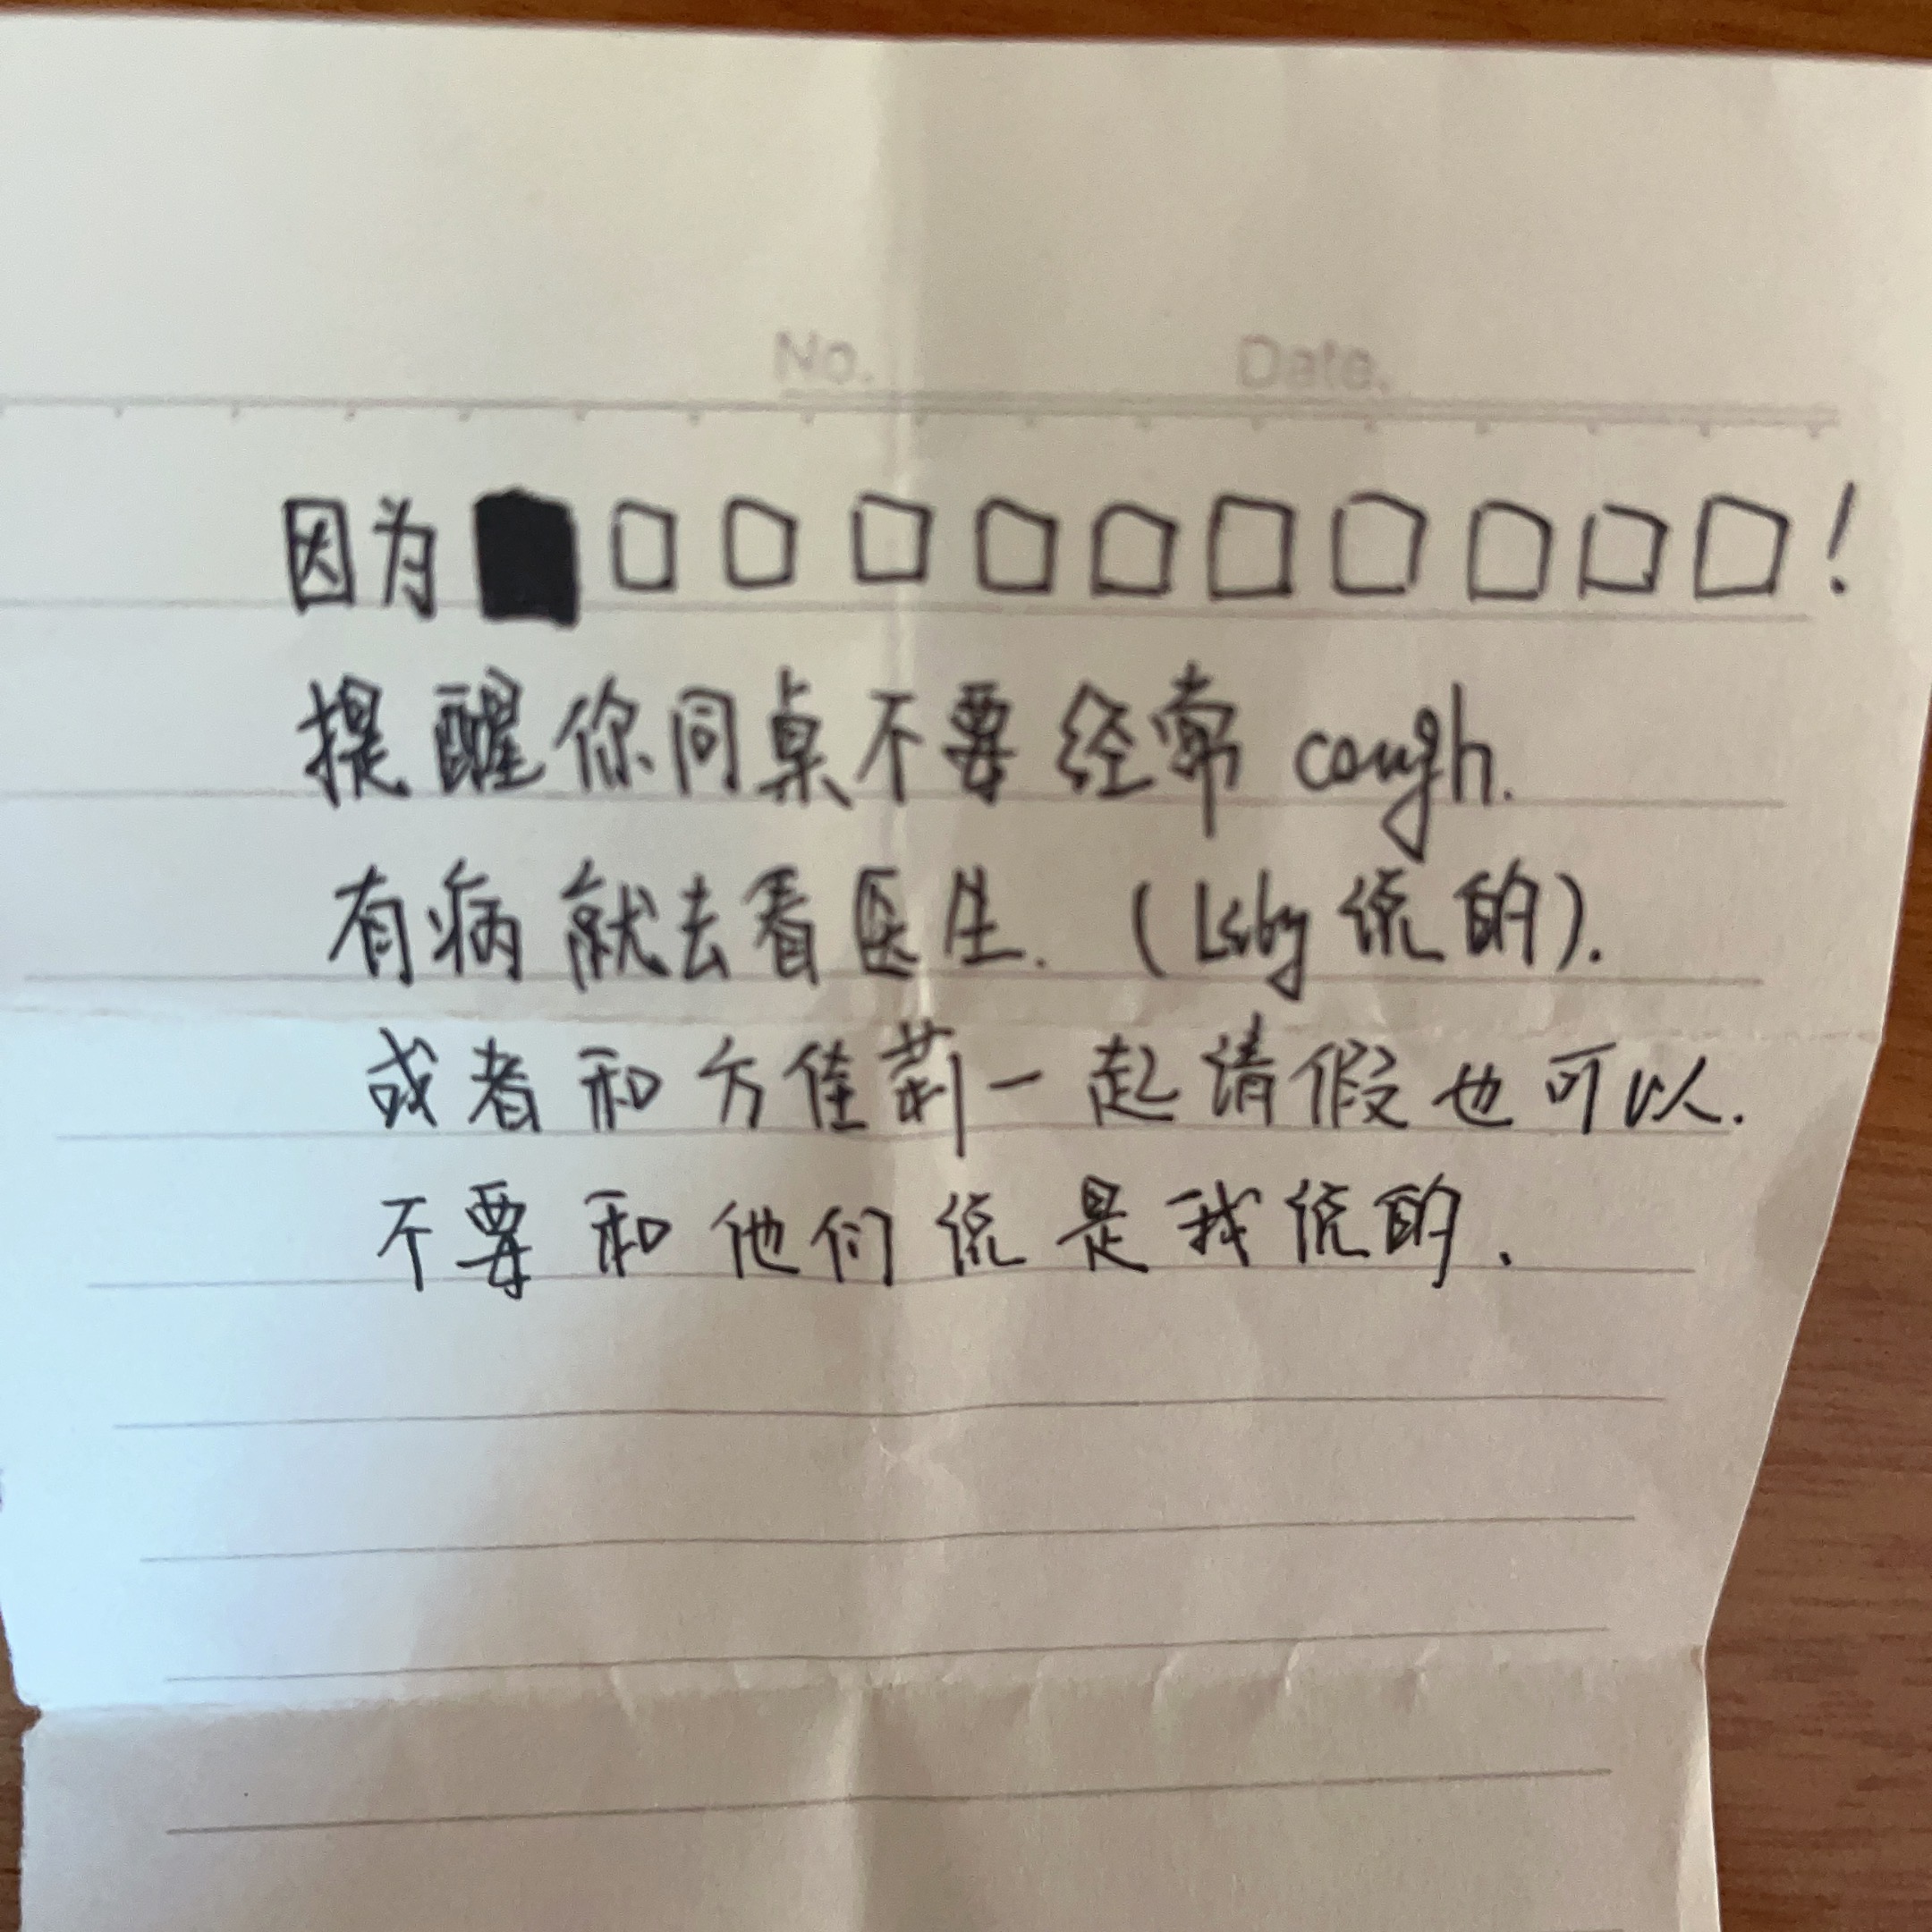 No. Date.
因为■□□□□□□□□□□!
提醒你同桌不要经常 cough.
有病就去看医生. (Lsby 说的).
或者和方佳莉一起请假也可以.
不要和他们说是我说的.